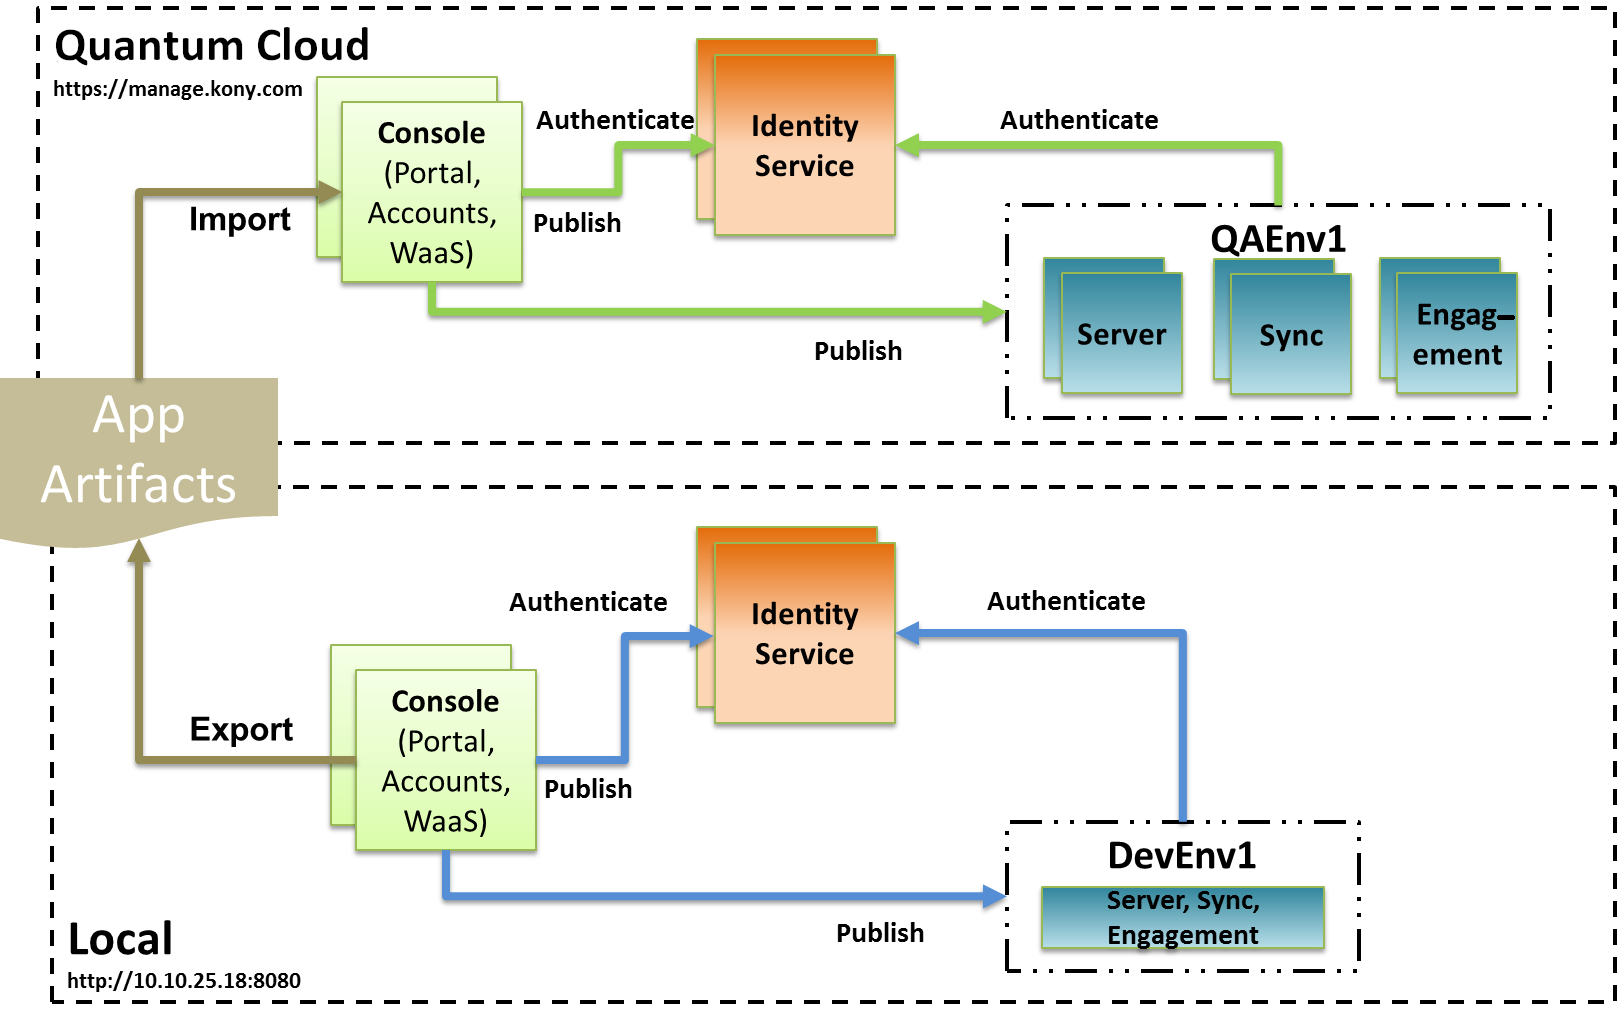 Quantum Cloud
https://manage.kony.com
Console
(Portal,
Accounts,
WaaS)
Authenticate
Publish
Identity
Service
Authenticate
Import
Publish
QAEnv1
Server
Sync
Engag–
ement
App
Artifacts
Authenticate
Identity
Service
Authenticate
Export
Console
(Portal,
Accounts,
WaaS)
Publish
Publish
DevEnv1
Server, Sync,
Engagement
Local
http://10.10.25.18:8080